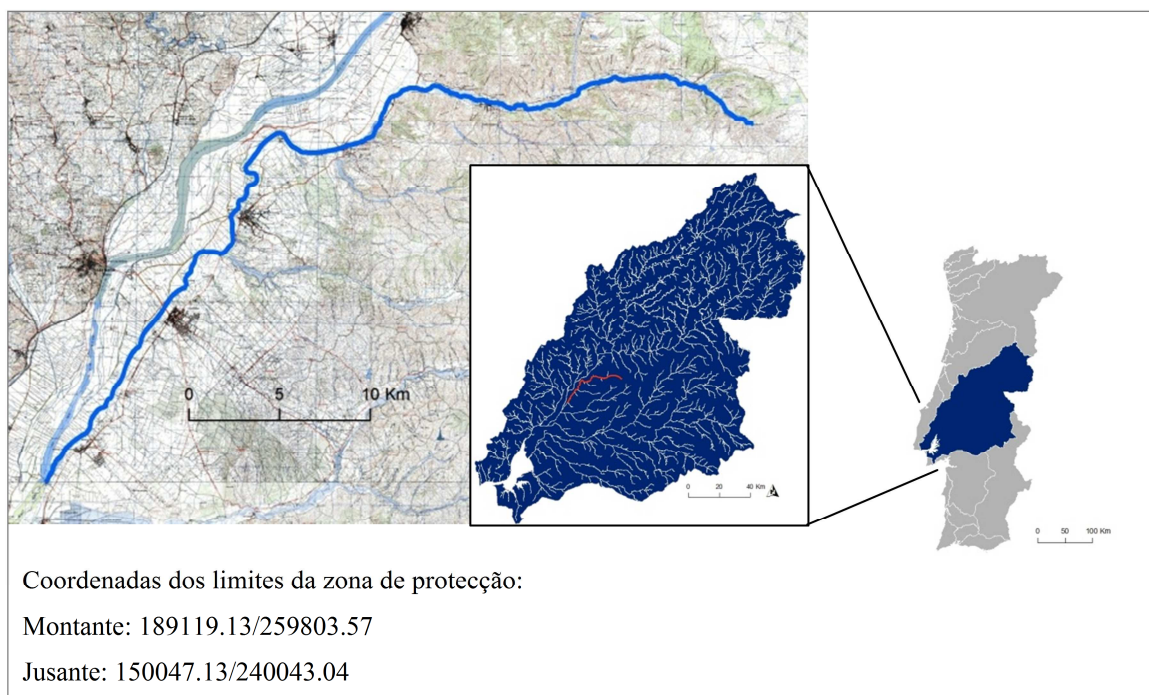 0 5 10 Km
0 20 40 Km
0 50 100 Km
Coordenadas dos limites da zona de protecção:
Montante: 189119.13/259803.57
Jusante: 150047.13/240043.04